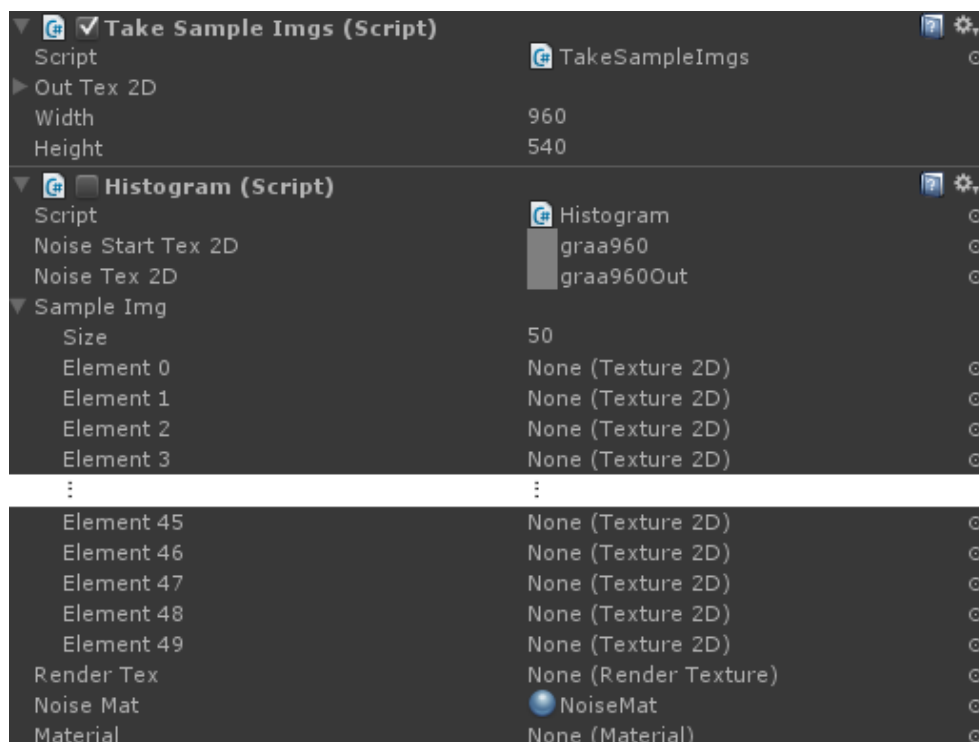 Take Sample Imgs (Script)
Script TakeSampleImgs
Out Tex 2D
Width 960
Height 540
Histogram (Script)
Script Histogram
Noise Start Tex 2D graa960
Noise Tex 2D graa960Out
Sample Img
Size 50
Element 0 None (Texture 2D)
Element 1 None (Texture 2D)
Element 2 None (Texture 2D)
Element 3 None (Texture 2D)
⋮ ⋮
Element 45 None (Texture 2D)
Element 46 None (Texture 2D)
Element 47 None (Texture 2D)
Element 48 None (Texture 2D)
Element 49 None (Texture 2D)
Render Tex None (Render Texture)
Noise Mat NoiseMat
Material None (Material)